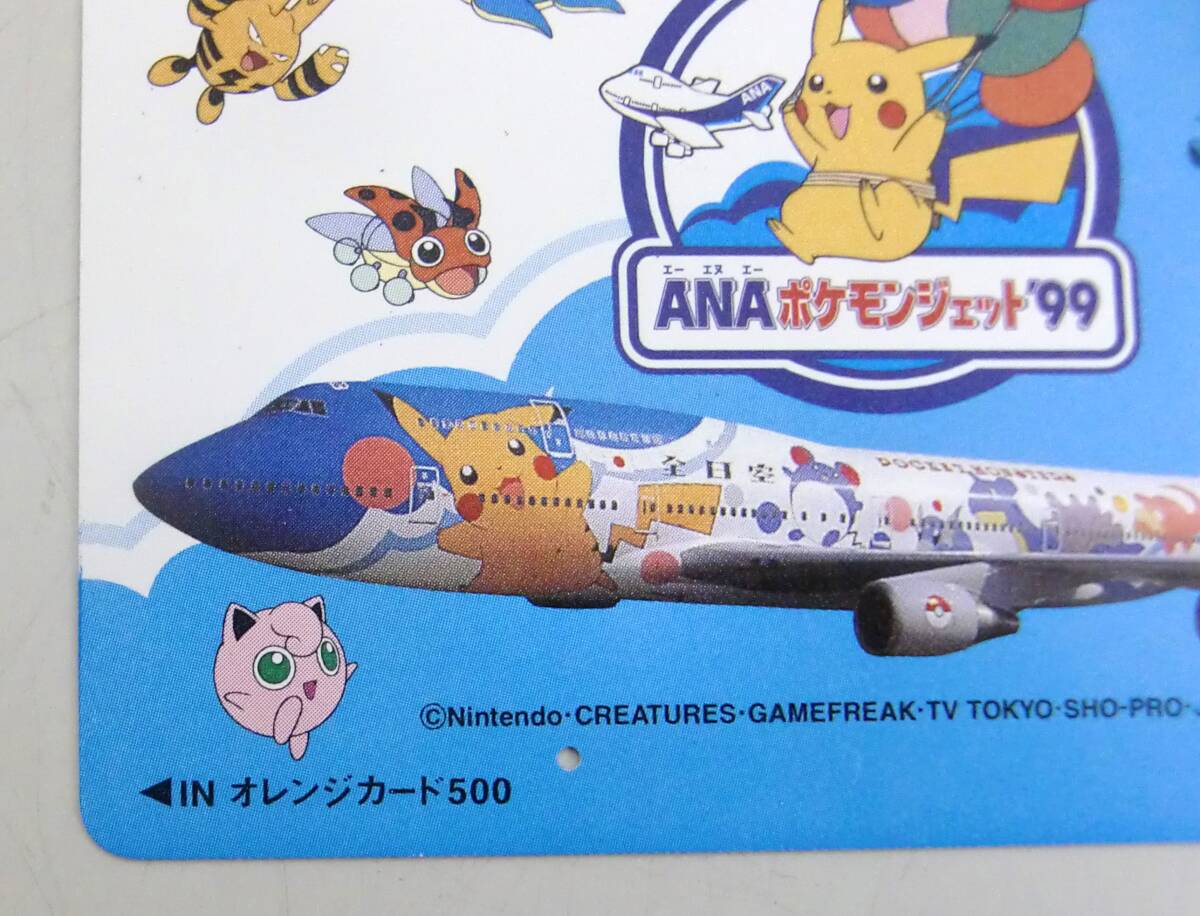 ANA
エー エヌ エー
ANAポケモンジェット'99
全日空
POCKET MONSTERS
©Nintendo·CREATURES·GAMEFREAK·TV TOKYO·SHO-PRO·
◀IN オレンジカード500